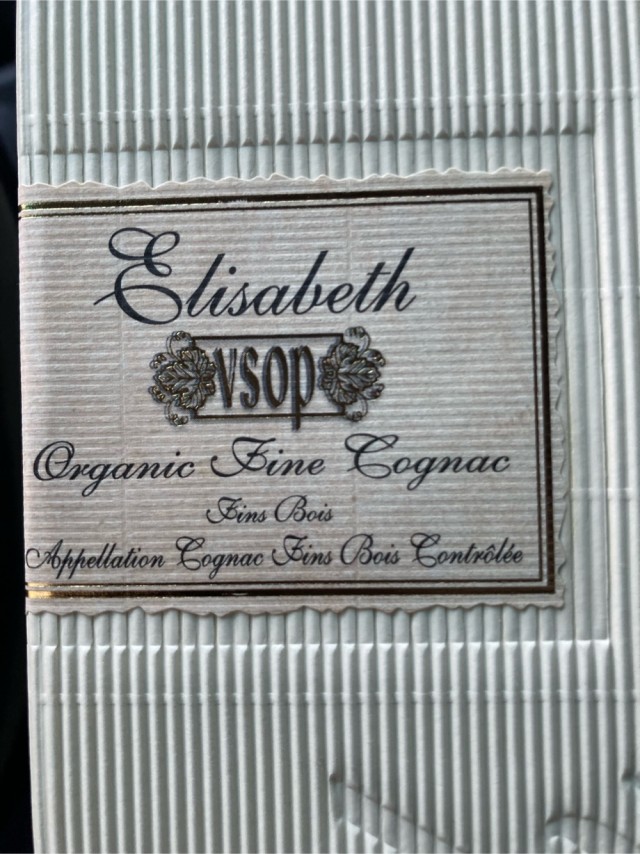 Elisabeth
VSOP
Organic Fine Cognac
Fins Bois
Appellation Cognac Fins Bois Contrôlée